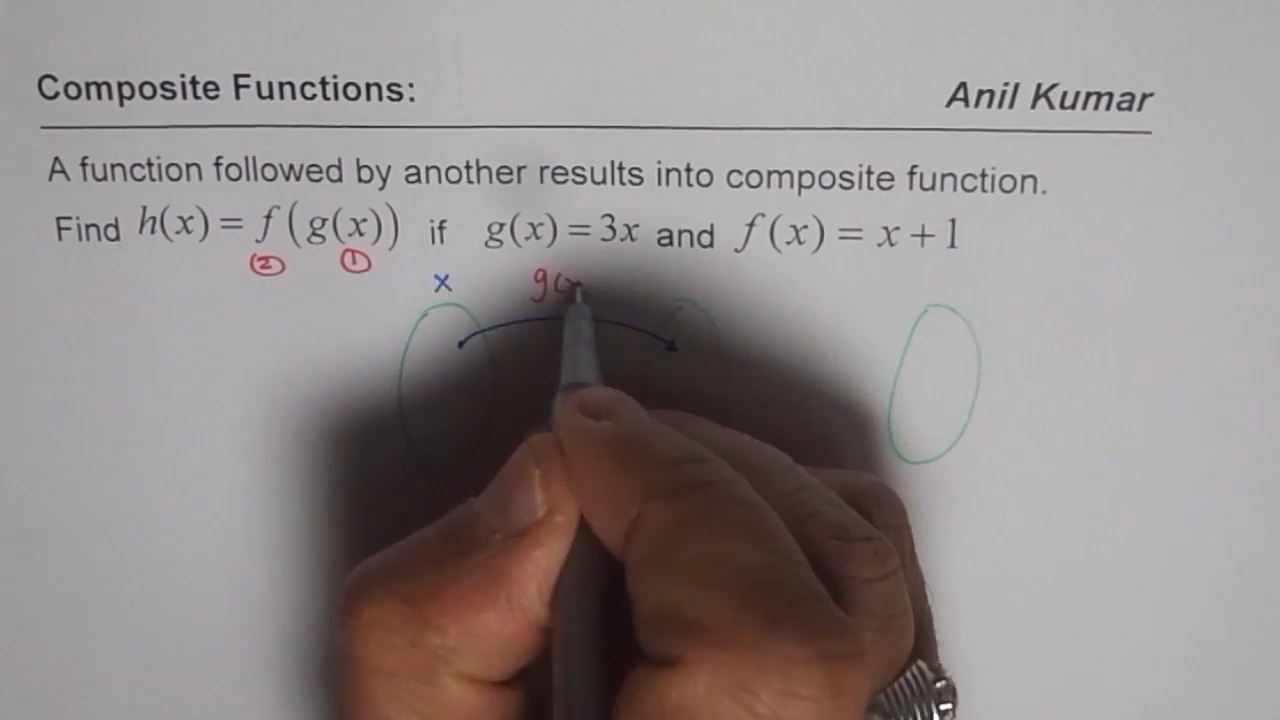 Composite Functions: Anil Kumar
A function followed by another results into composite function.
Find h(x) = f(g(x)) if g(x) = 3x and f(x) = x + 1
② ①
x g(x